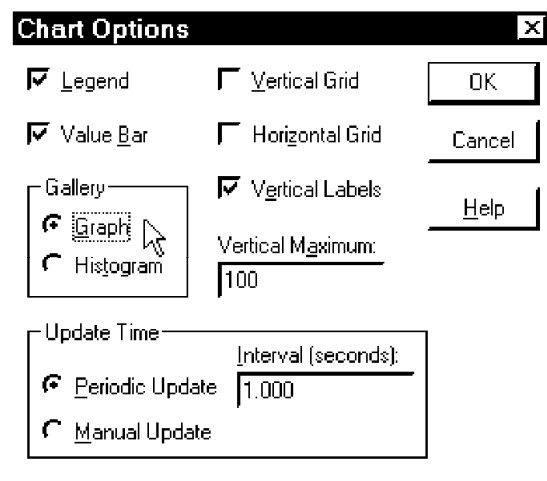 Chart Options
Legend
Vertical Grid
OK
Value Bar
Horizontal Grid
Cancel
Gallery
Vertical Labels
Help
Graph
Histogram
Vertical Maximum:
100
Update Time
Interval (seconds):
Periodic Update
1.000
Manual Update